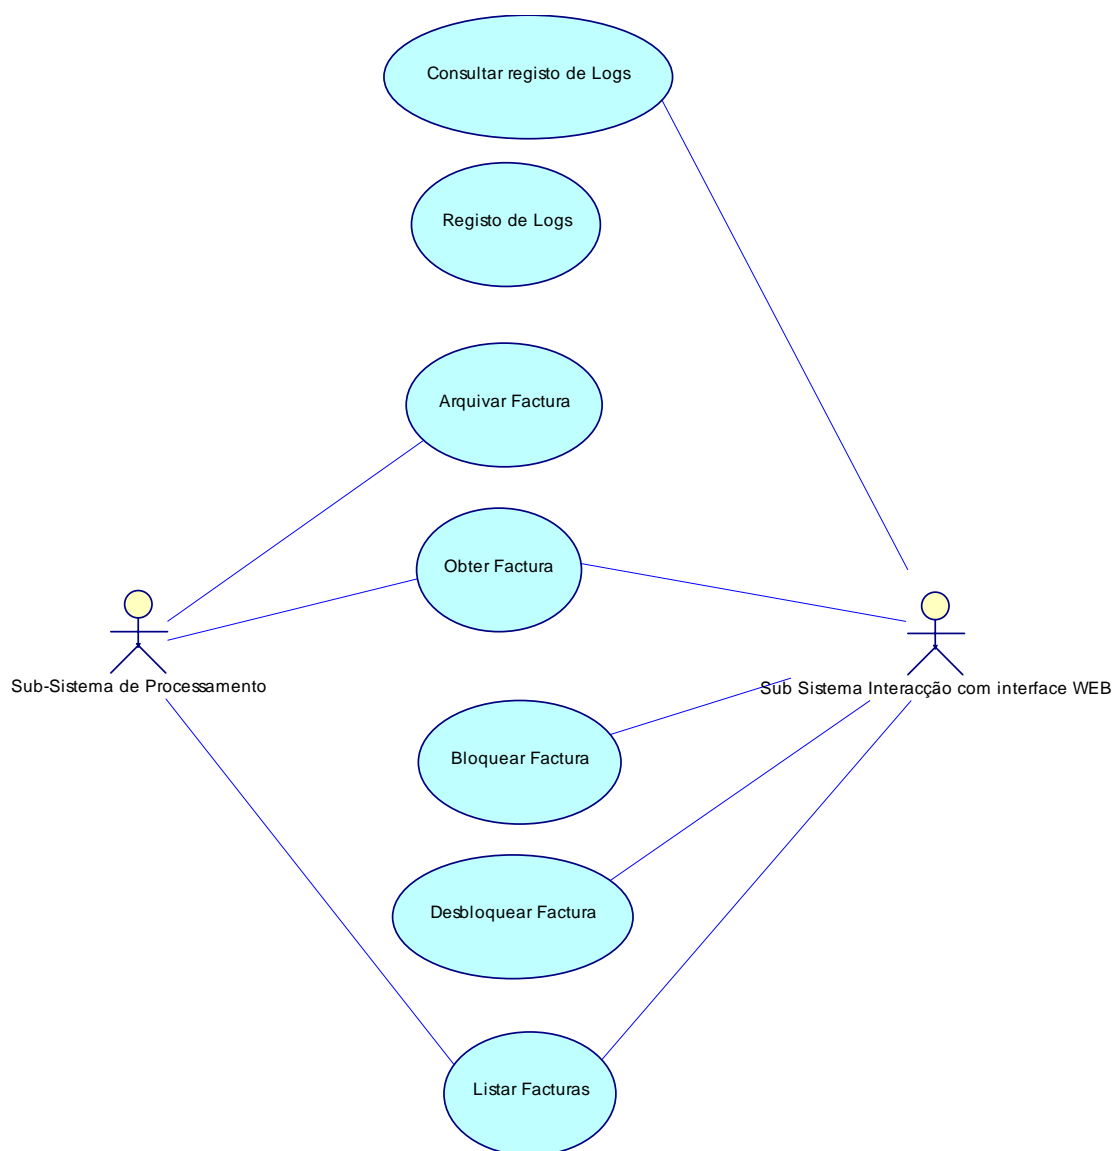 Consultar registo de Logs
Registo de Logs
Arquivar Factura
Obter Factura
Sub-Sistema de Processamento
Sub Sistema Interacção com interface WEB
Bloquear Factura
Desbloquear Factura
Listar Facturas